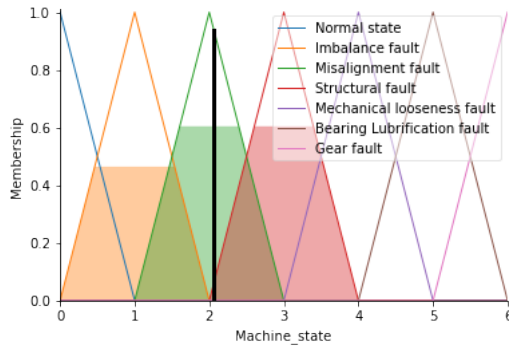 1.0
0.8
0.6
0.4
0.2
0.0
Membership
Normal state
Imbalance fault
Misalignment fault
Structural fault
Mechanical looseness fault
Bearing Lubrification fault
Gear fault
0 1 2 3 4 5 6
Machine_state